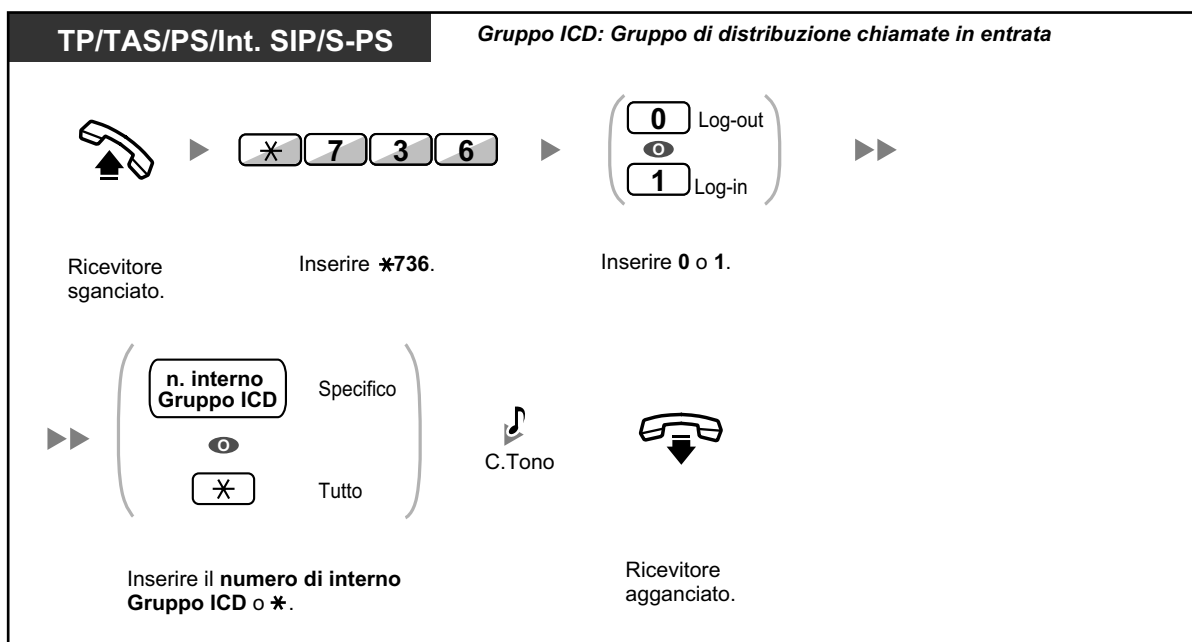 TP/TAS/PS/Int. SIP/S-PS
Gruppo ICD: Gruppo di distribuzione chiamate in entrata
* 7 3 6
0 Log-out
O
1 Log-in
Ricevitore
sganciato.
Inserire *736.
Inserire 0 o 1.
n. interno
Gruppo ICD
Specifico
O
* Tutto
C.Tono
Inserire il numero di interno
Gruppo ICD o *.
Ricevitore
agganciato.